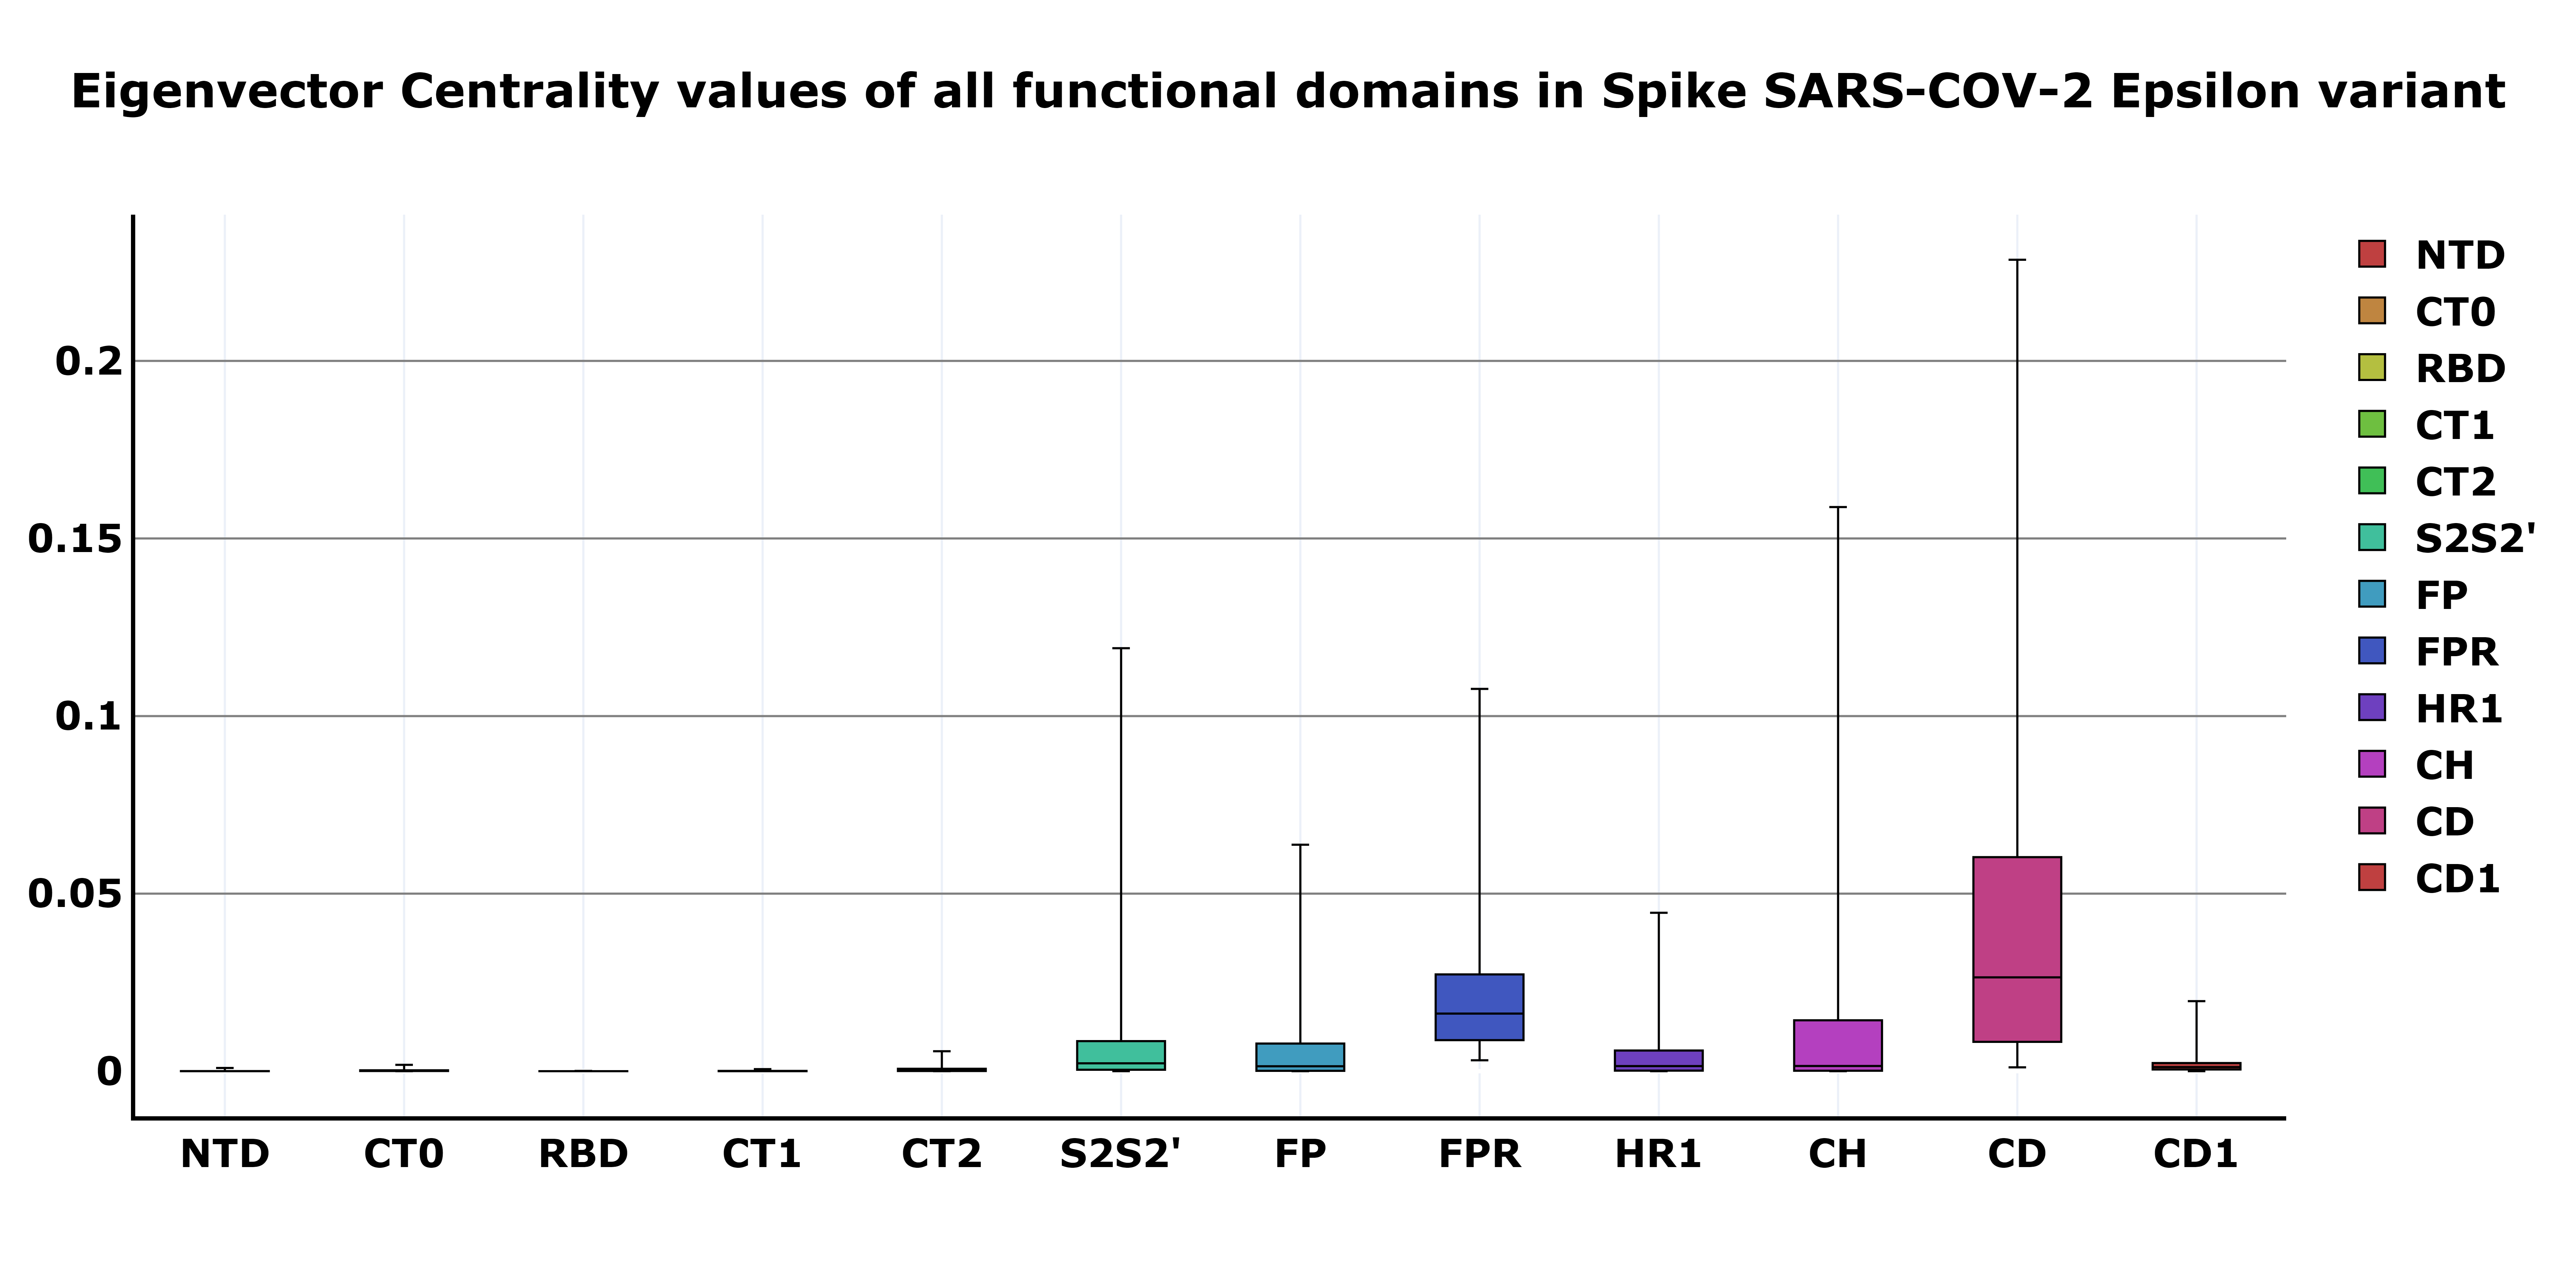 Eigenvector Centrality values of all functional domains in Spike SARS-COV-2 Epsilon variant
0.2
0.15
0.1
0.05
0
NTD CT0 RBD CT1 CT2 S2S2' FP FPR HR1 CH CD CD1
NTD
CT0
RBD
CT1
CT2
S2S2'
FP
FPR
HR1
CH
CD
CD1